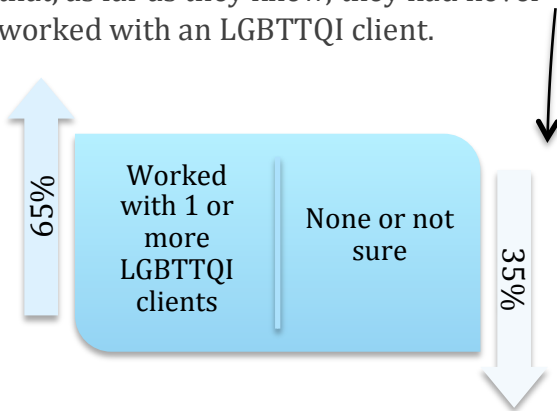 that, as far as they know, they had never
worked with an LGBTTQI client.
65%
Worked
with 1 or
more
LGBTTQI
clients
None or not
sure
35%